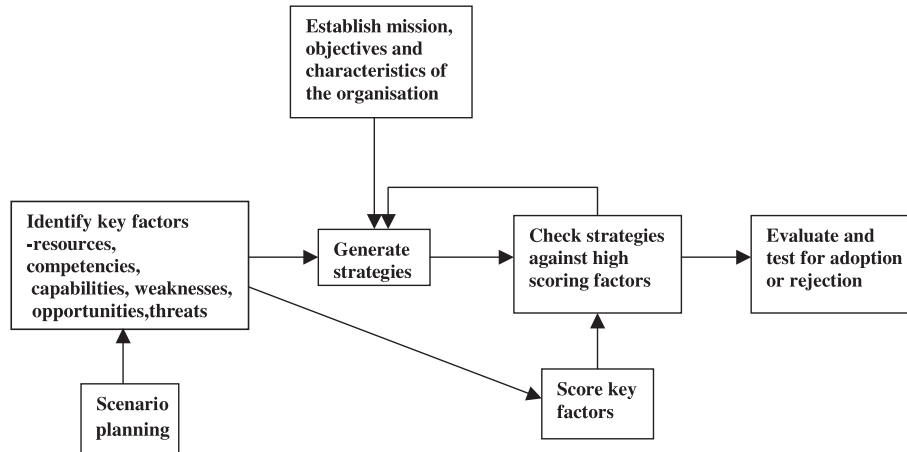 Establish mission,
objectives and
characteristics of
the organisation
Identify key factors
-resources,
competencies,
capabilities, weaknesses,
opportunities,threats
Generate
strategies
Check strategies
against high
scoring factors
Evaluate and
test for adoption
or rejection
Scenario
planning
Score key
factors